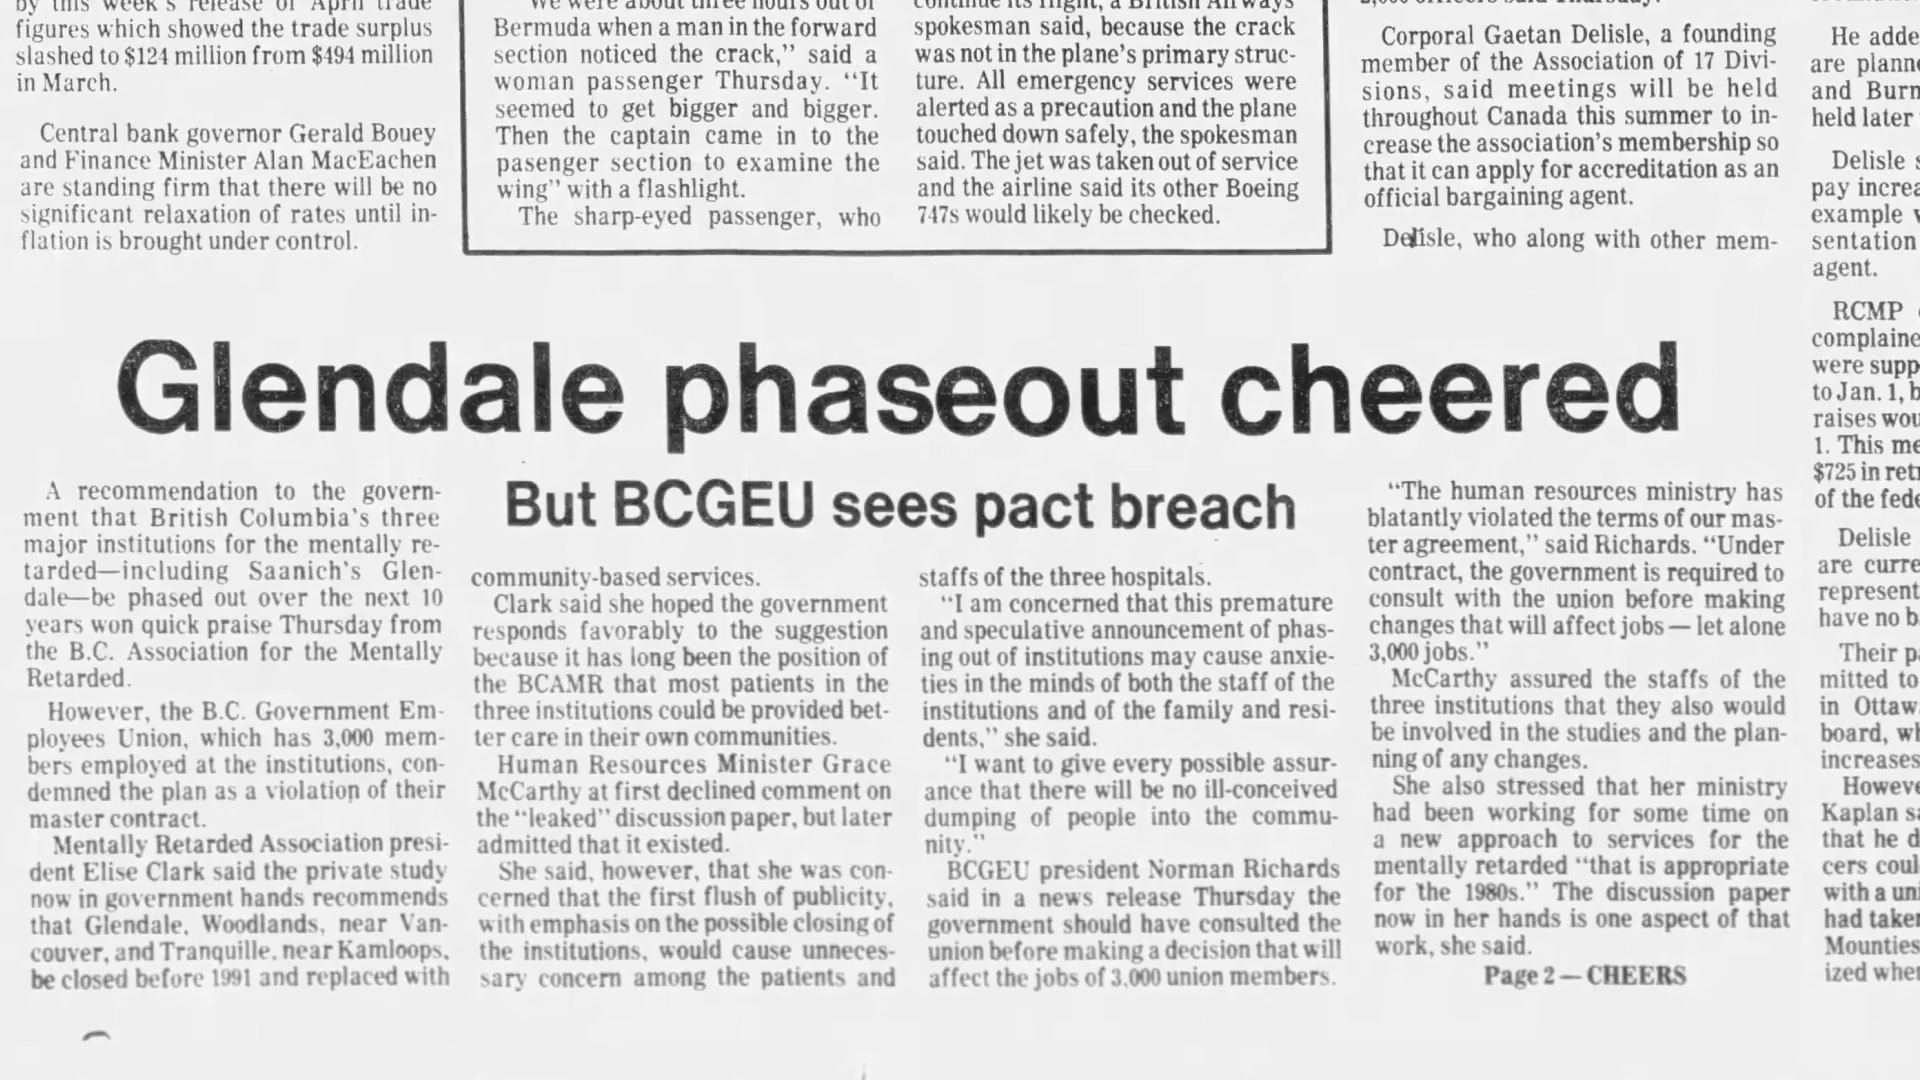 by this week's release of April trade
figures which showed the trade surplus
slashed to $124 million from $494 million
in March.
Central bank governor Gerald Bouey
and Finance Minister Alan MacEachen
are standing firm that there will be no
significant relaxation of rates until in-
flation is brought under control.
"We were about three hours out of
Bermuda when a man in the forward
section noticed the crack," said a
woman passenger Thursday. "It
seemed to get bigger and bigger.
Then the captain came in to the
pasenger section to examine the
wing" with a flashlight.
The sharp-eyed passenger, who
continue its flight, a British Airways
spokesman said, because the crack
was not in the plane's primary struc-
ture. All emergency services were
alerted as a precaution and the plane
touched down safely, the spokesman
said. The jet was taken out of service
and the airline said its other Boeing
747s would likely be checked.
2,000 officers said Thursday.
Corporal Gaetan Delisle, a founding
member of the Association of 17 Divi-
sions, said meetings will be held
throughout Canada this summer to in-
crease the association's membership so
that it can apply for accreditation as an
official bargaining agent.
Delisle, who along with other mem-
Glendale phaseout cheered
But BCGEU sees pact breach
A recommendation to the govern-
ment that British Columbia's three
major institutions for the mentally re-
tarded—including Saanich's Glen-
dale—be phased out over the next 10
years won quick praise Thursday from
the B.C. Association for the Mentally
Retarded.
However, the B.C. Government Em-
ployees Union, which has 3,000 mem-
bers employed at the institutions, con-
demned the plan as a violation of their
master contract.
Mentally Retarded Association presi-
dent Elise Clark said the private study
now in government hands recommends
that Glendale, Woodlands, near Van-
couver, and Tranquille, near Kamloops,
be closed before 1991 and replaced with
community-based services.
Clark said she hoped the government
responds favorably to the suggestion
because it has long been the position of
the BCAMR that most patients in the
three institutions could be provided bet-
ter care in their own communities.
Human Resources Minister Grace
McCarthy at first declined comment on
the "leaked" discussion paper, but later
admitted that it existed.
She said, however, that she was con-
cerned that the first flush of publicity,
with emphasis on the possible closing of
the institutions, would cause unneces-
sary concern among the patients and
staffs of the three hospitals.
"I am concerned that this premature
and speculative announcement of phas-
ing out of institutions may cause anxie-
ties in the minds of both the staff of the
institutions and of the family and resi-
dents," she said.
"I want to give every possible assur-
ance that there will be no ill-conceived
dumping of people into the commu-
nity."
BCGEU president Norman Richards
said in a news release Thursday the
government should have consulted the
union before making a decision that will
affect the jobs of 3,000 union members.
"The human resources ministry has
blatantly violated the terms of our mas-
ter agreement," said Richards. "Under
contract, the government is required to
consult with the union before making
changes that will affect jobs — let alone
3,000 jobs."
McCarthy assured the staffs of the
three institutions that they also would
be involved in the studies and the plan-
ning of any changes.
She also stressed that her ministry
had been working for some time on
a new approach to services for the
mentally retarded "that is appropriate
for the 1980s." The discussion paper
now in her hands is one aspect of that
work, she said.
Page 2 — CHEERS
He adde
are planne
and Burn
held later
Delisle s
pay increa
example
sentation
agent.
RCMP
complaine
were supp
to Jan. 1, b
raises wou
1. This me
$725 in ret
of the fede
Delisle
are curre
represent
have no b
Their pa
mitted to
in Ottaw
board, wh
increases
Howeve
Kaplan sa
that he d
cers coul
with a uni
had taken
Mounties
ized when